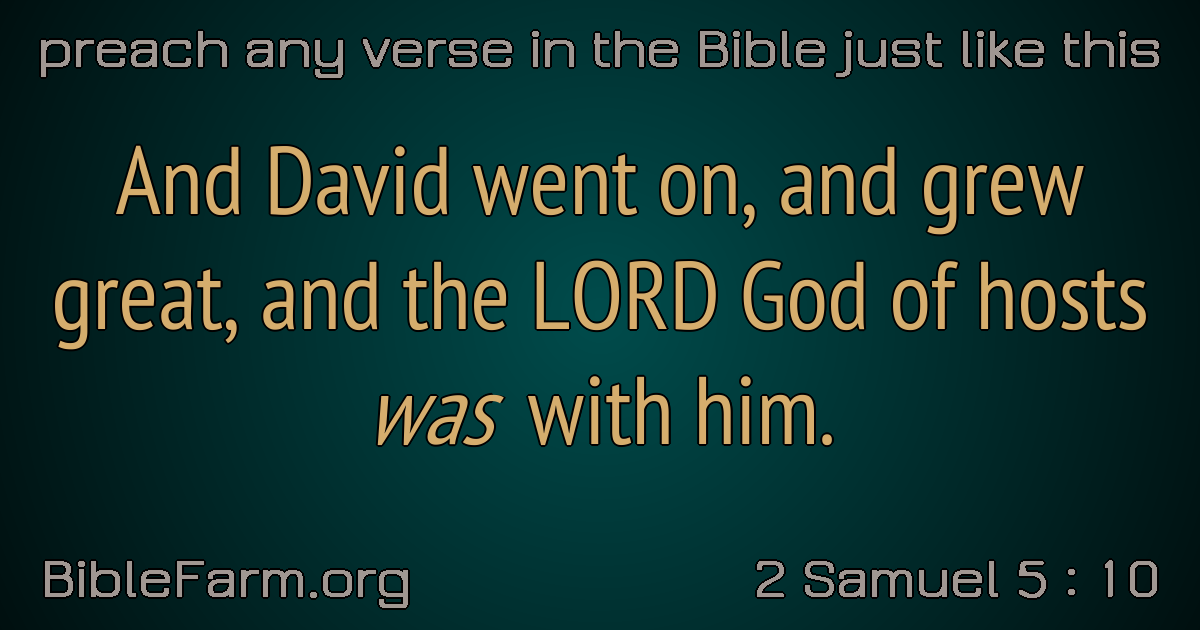 preach any verse in the Bible just like this
And David went on, and grew
great, and the LORD God of hosts
was with him.
BibleFarm.org
2 Samuel 5 : 10